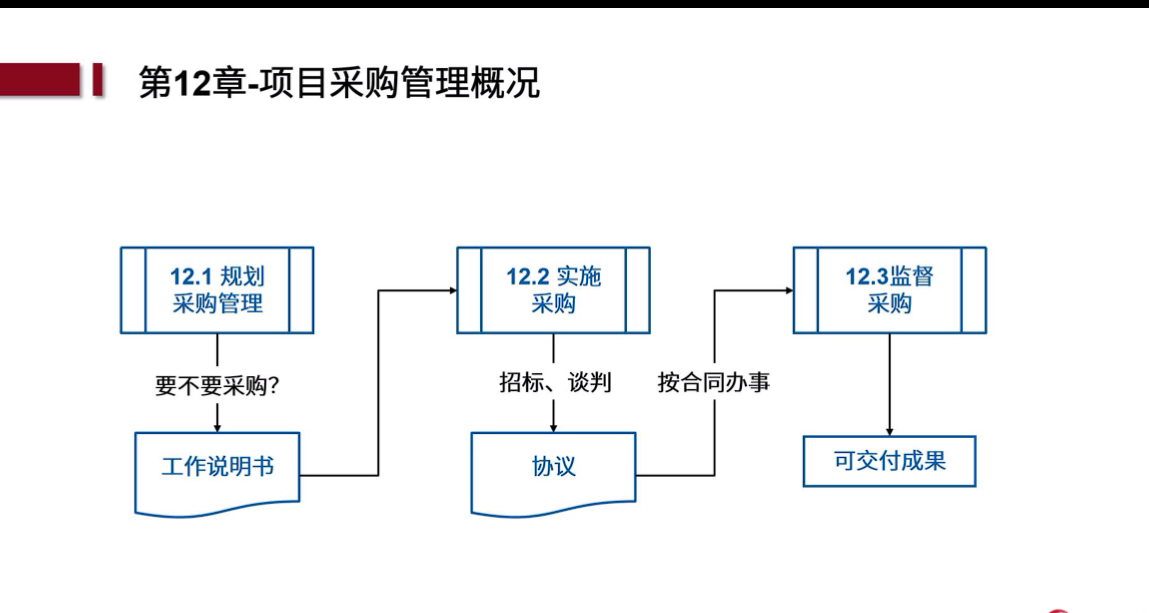 第12章-项目采购管理概况
12.1 规划
采购管理
12.2 实施
采购
12.3监督
采购
要不要采购？
招标、谈判
按合同办事
工作说明书
协议
可交付成果